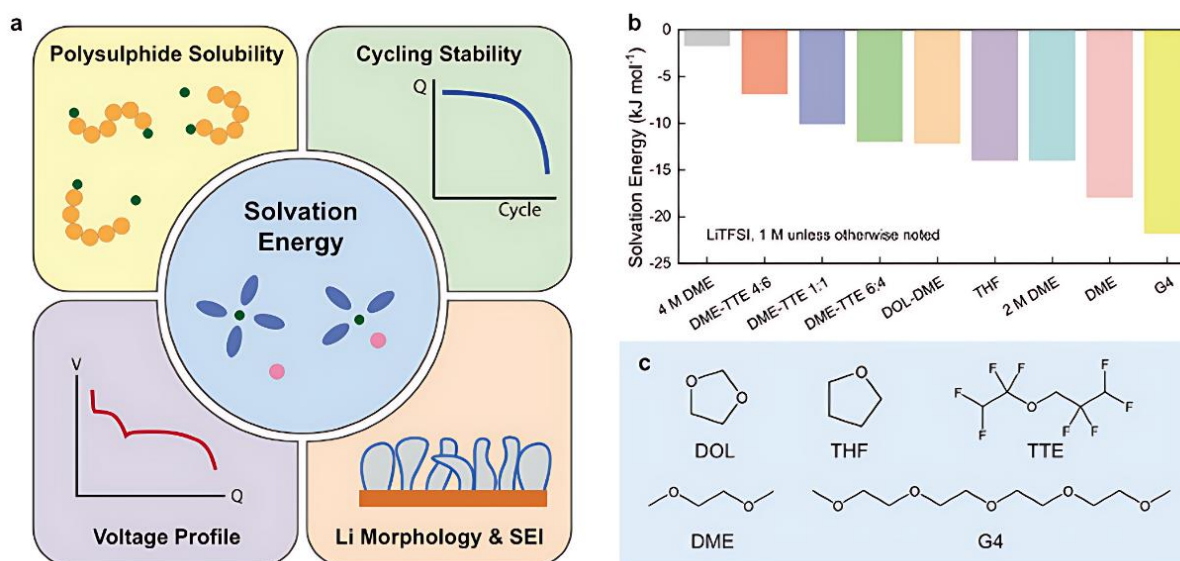 a
Polysulphide Solubility
Cycling Stability
Q
Cycle
Solvation
Energy
V
Q
Voltage Profile
Li Morphology & SEI
b
Solvation Energy (kJ mol⁻¹)
0
-5
-10
-15
-20
-25
LiTFSI, 1 M unless otherwise noted
4 M DME
DME-TTE 4:6
DME-TTE 1:1
DME-TTE 6:4
DOL-DME
THF
2 M DME
DME
G4
c
O
O
DOL
O
THF
F
F
F
F
O
F
F
F
F
TTE
O
O
DME
O
O
O
O
O
G4